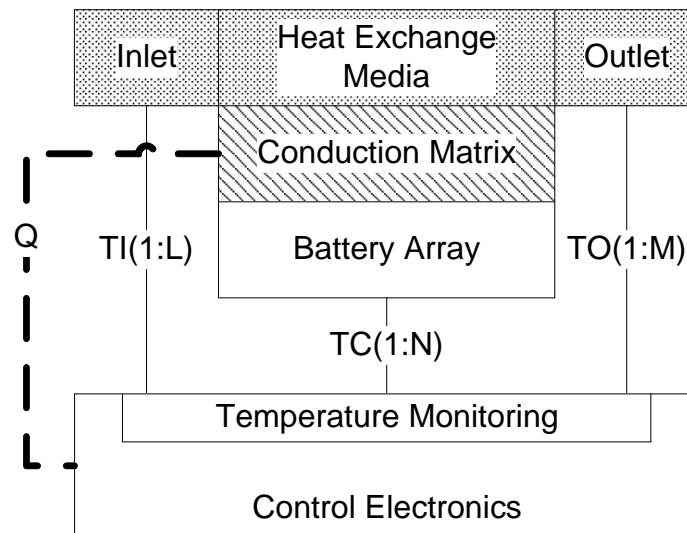 Inlet
Heat Exchange
Media
Outlet
Conduction Matrix
Q
TI(1:L)
Battery Array
TO(1:M)
TC(1:N)
Temperature Monitoring
Control Electronics